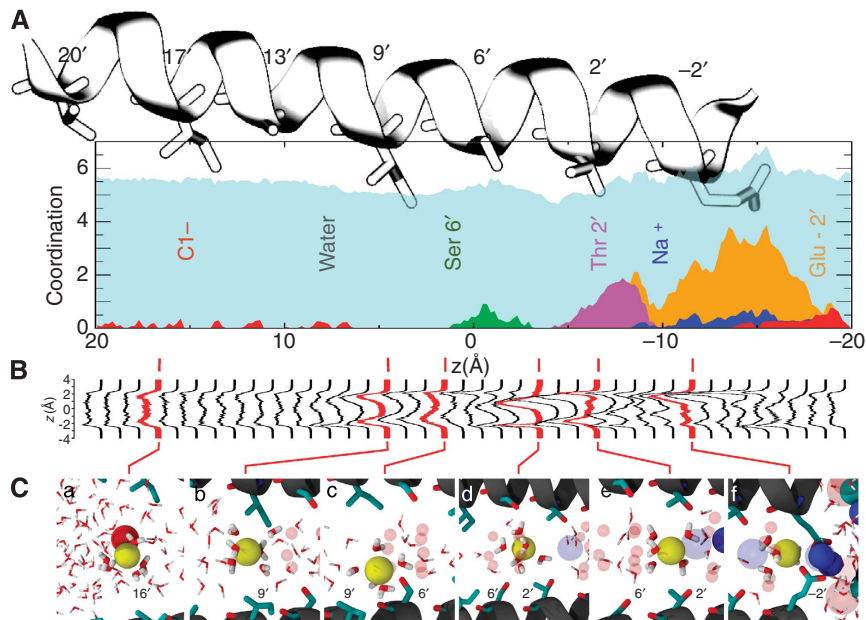 A
20′ 17′ 13′ 9′ 6′ 2′ –2′
6
4
2
0
Coordination
C1–
Water
Ser 6′
Thr 2′
Na +
Glu - 2′
20 10 0 −10 −20
z(Å)
B
4
2
0
-2
-4
z(Å)
C
a b c d e f
16′ 9′ 9′ 6′ 6′ 2′ 6′ 2′ –2′